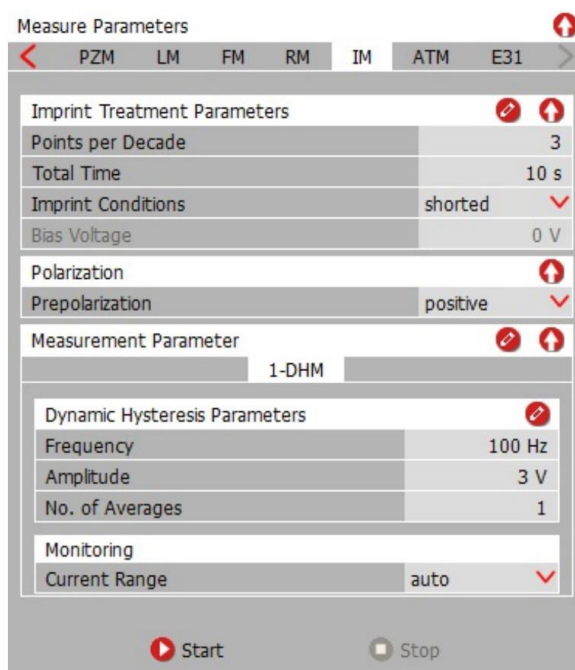 Measure Parameters
PZM LM FM RM IM ATM E31
Imprint Treatment Parameters
Points per Decade 3
Total Time 10 s
Imprint Conditions shorted
Bias Voltage 0 V
Polarization
Prepolarization positive
Measurement Parameter
1-DHM
Dynamic Hysteresis Parameters
Frequency 100 Hz
Amplitude 3 V
No. of Averages 1
Monitoring
Current Range auto
Start Stop